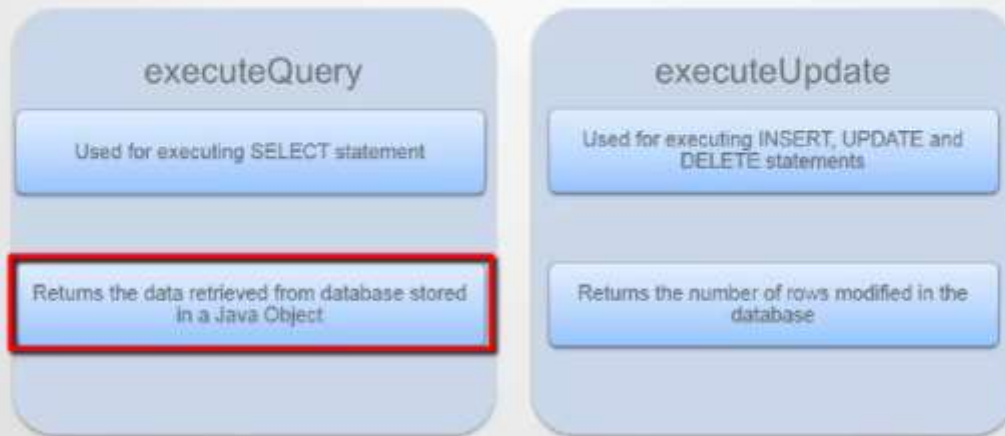 executeQuery
Used for executing SELECT statement
Returns the data retrieved from database stored
in a Java Object
executeUpdate
Used for executing INSERT, UPDATE and
DELETE statements
Returns the number of rows modified in the
database